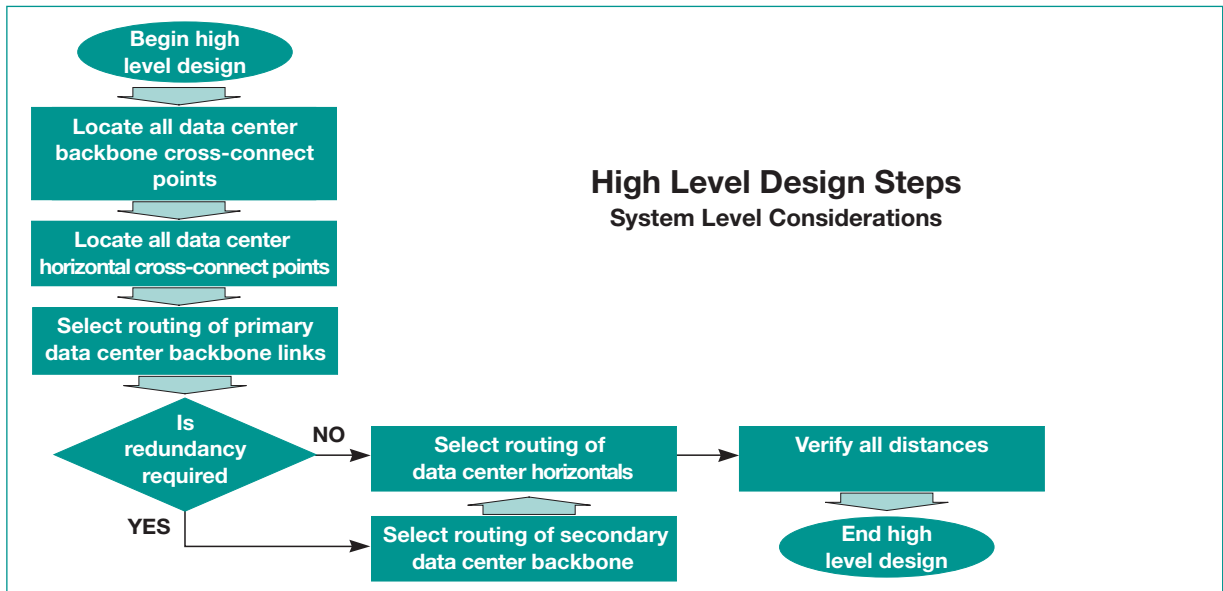 Begin high
level design
Locate all data center
backbone cross-connect
points
Locate all data center
horizontal cross-connect points
Select routing of primary
data center backbone links
Is
redundancy
required
NO
YES
Select routing of
data center horizontals
Select routing of secondary
data center backbone
Verify all distances
End high
level design
High Level Design Steps
System Level Considerations